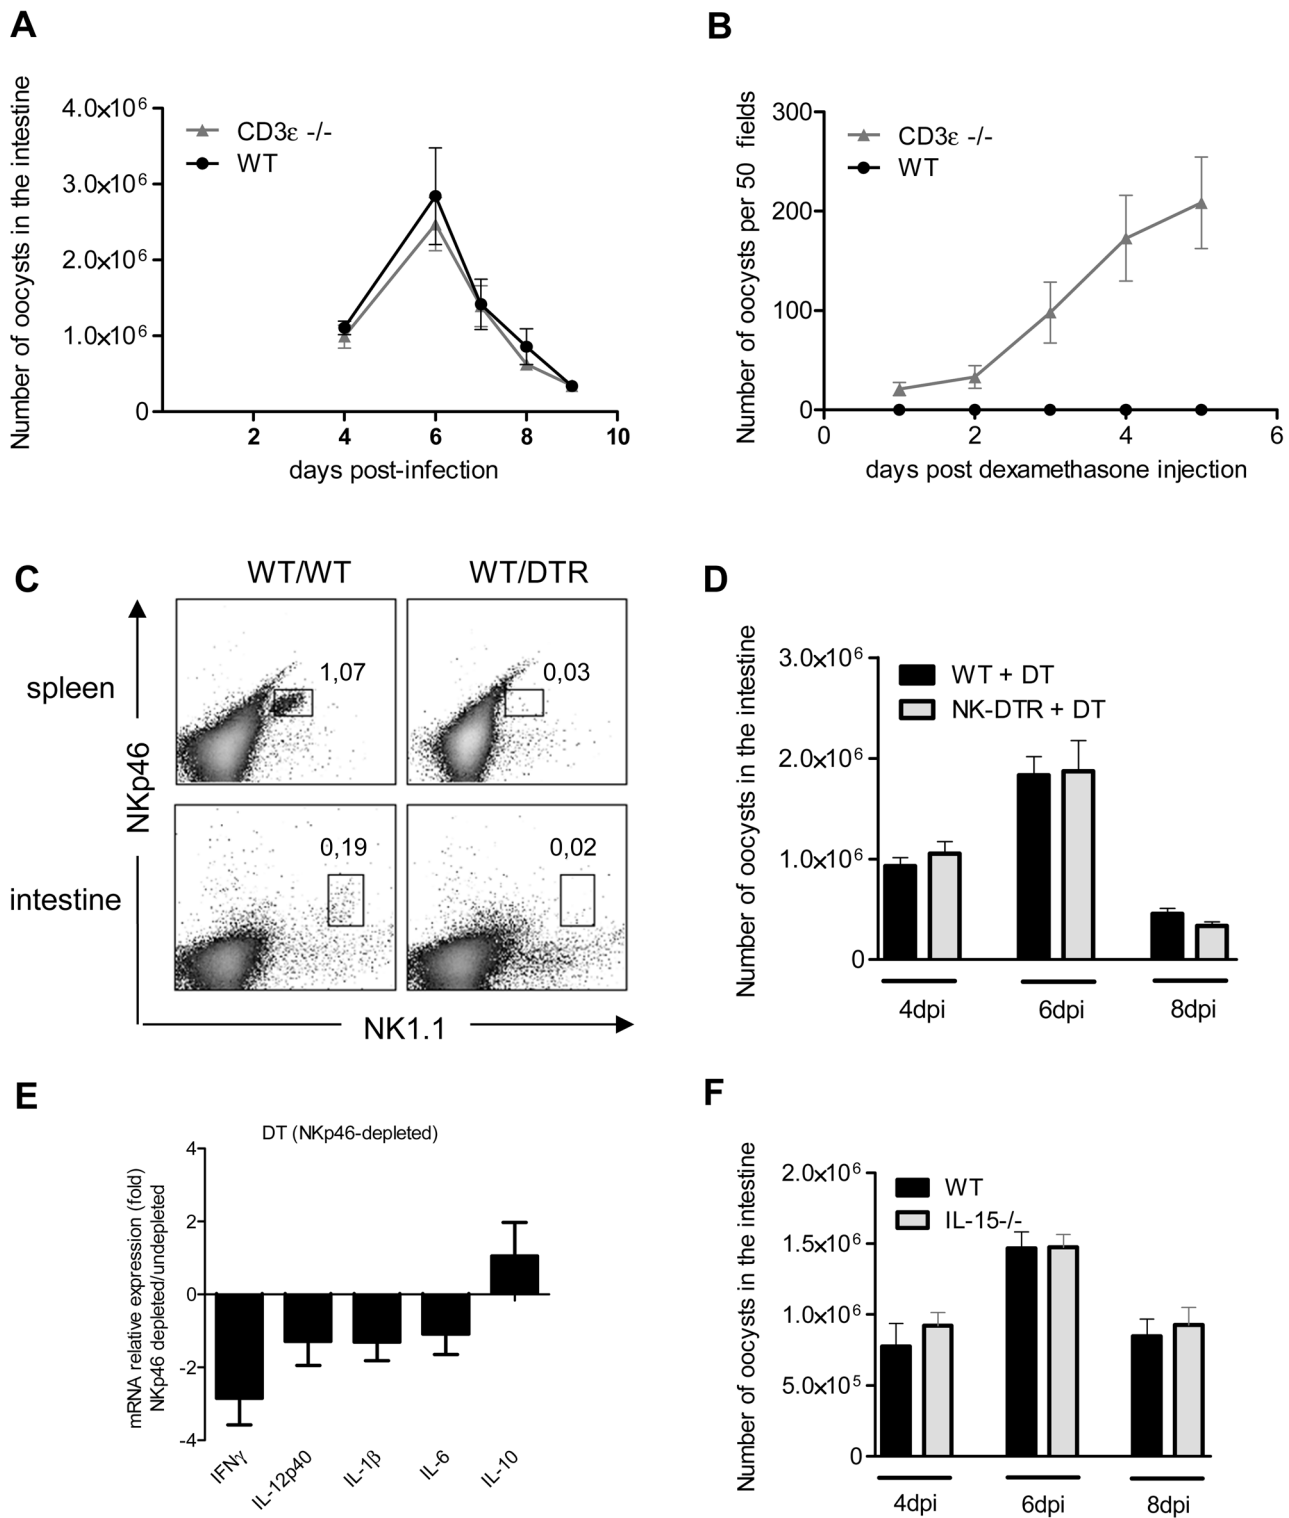 A
Number of oocysts in the intestine
4.0x10⁶
3.0x10⁶
2.0x10⁶
1.0x10⁶
0
CD3ε -/-
WT
2 4 6 8 10
days post-infection
B
Number of oocysts per 50 fields
300
200
100
0
CD3ε -/-
WT
0 2 4 6
days post dexamethasone injection
C
WT/WT WT/DTR
spleen
1,07 0,03
NKp46
intestine
0,19 0,02
NK1.1
D
Number of oocysts in the intestine
3.0x10⁶
2.0x10⁶
1.0x10⁶
0
WT + DT
NK-DTR + DT
4dpi 6dpi 8dpi
E
DT (NKp46-depleted)
mRNA relative expression (fold)
NKp46 depleted/undepleted
4
2
0
-2
-4
IFNγ IL-12p40 IL-1β IL-6 IL-10
F
Number of oocysts in the intestine
2.0x10⁶
1.5x10⁶
1.0x10⁶
5.0x10⁵
0
WT
IL-15-/-
4dpi 6dpi 8dpi